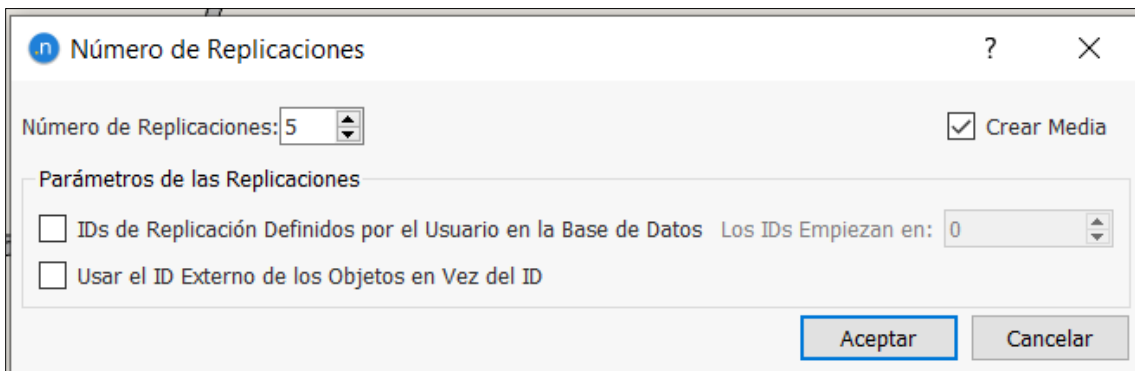 .n Número de Replicaciones ?
Número de Replicaciones: 5 Crear Media
Parámetros de las Replicaciones
IDs de Replicación Definidos por el Usuario en la Base de Datos Los IDs Empiezan en: 0
Usar el ID Externo de los Objetos en Vez del ID
Aceptar Cancelar